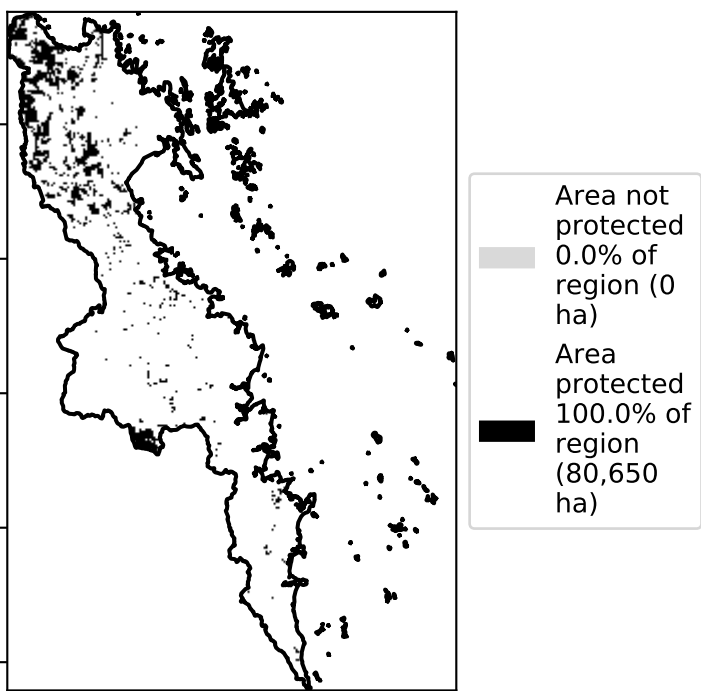 Area not
protected
0.0% of
region (0
ha)
Area
protected
100.0% of
region
(80,650
ha)